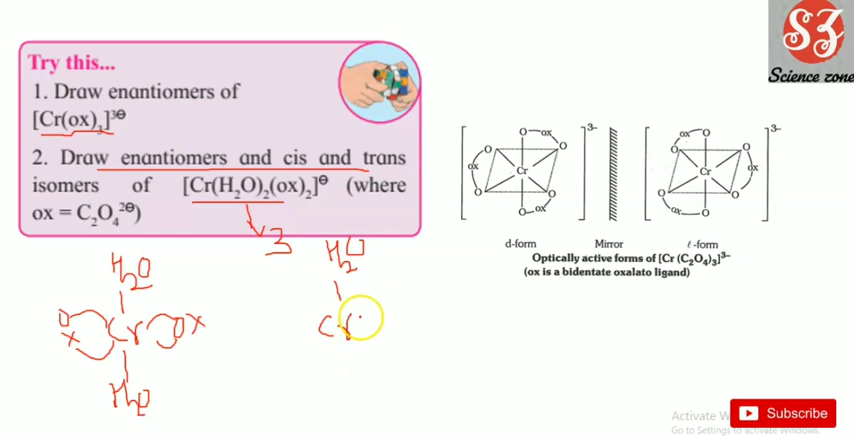 SZ
Science zone
Try this...
1. Draw enantiomers of
[Cr(ox)₃]³⊖
2. Draw enantiomers and cis and trans
isomers of [Cr(H₂O)₂(ox)₂]⊖ (where
ox = C₂O₄²⊖)
3
H₂O
ox Cr ox
H₂O
H₂O
Cr
3- 3-
O ox O ox O
O O O O
ox Cr Cr ox
O O O O
O ox ox O
d-form Mirror ℓ-form
Optically active forms of [Cr (C₂O₄)₃]³⁻
(ox is a bidentate oxalato ligand)
Subscribe
Activate W
Go to Settings to activate Windows.